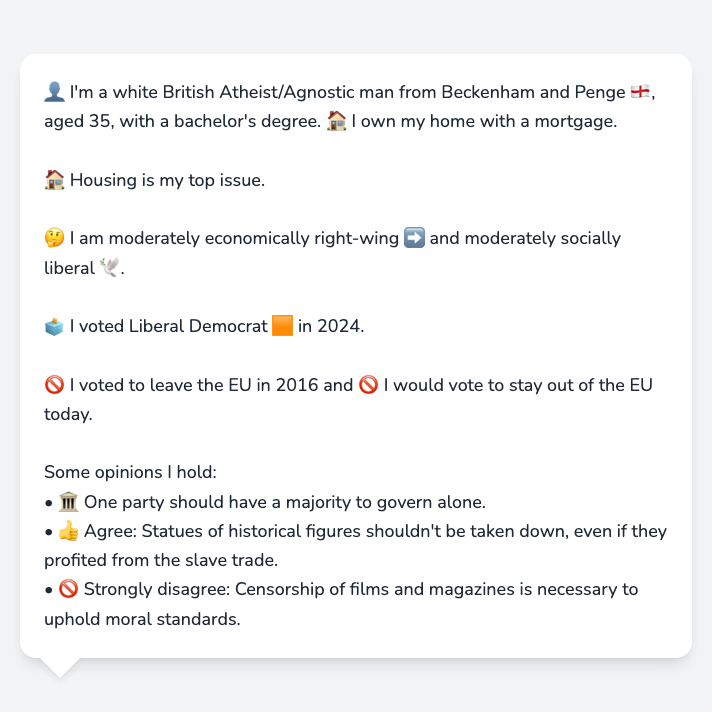 👤 I'm a white British Atheist/Agnostic man from Beckenham and Penge 🏴󠁧󠁢󠁥󠁮󠁧󠁿,
aged 35, with a bachelor's degree. 🏠 I own my home with a mortgage.
🏠 Housing is my top issue.
🤔 I am moderately economically right-wing ➡️ and moderately socially
liberal 🕊️.
🗳️ I voted Liberal Democrat 🟧 in 2024.
🚫 I voted to leave the EU in 2016 and 🚫 I would vote to stay out of the EU
today.
Some opinions I hold:
• 🏛️ One party should have a majority to govern alone.
• 👍 Agree: Statues of historical figures shouldn't be taken down, even if they
profited from the slave trade.
• 🚫 Strongly disagree: Censorship of films and magazines is necessary to
uphold moral standards.